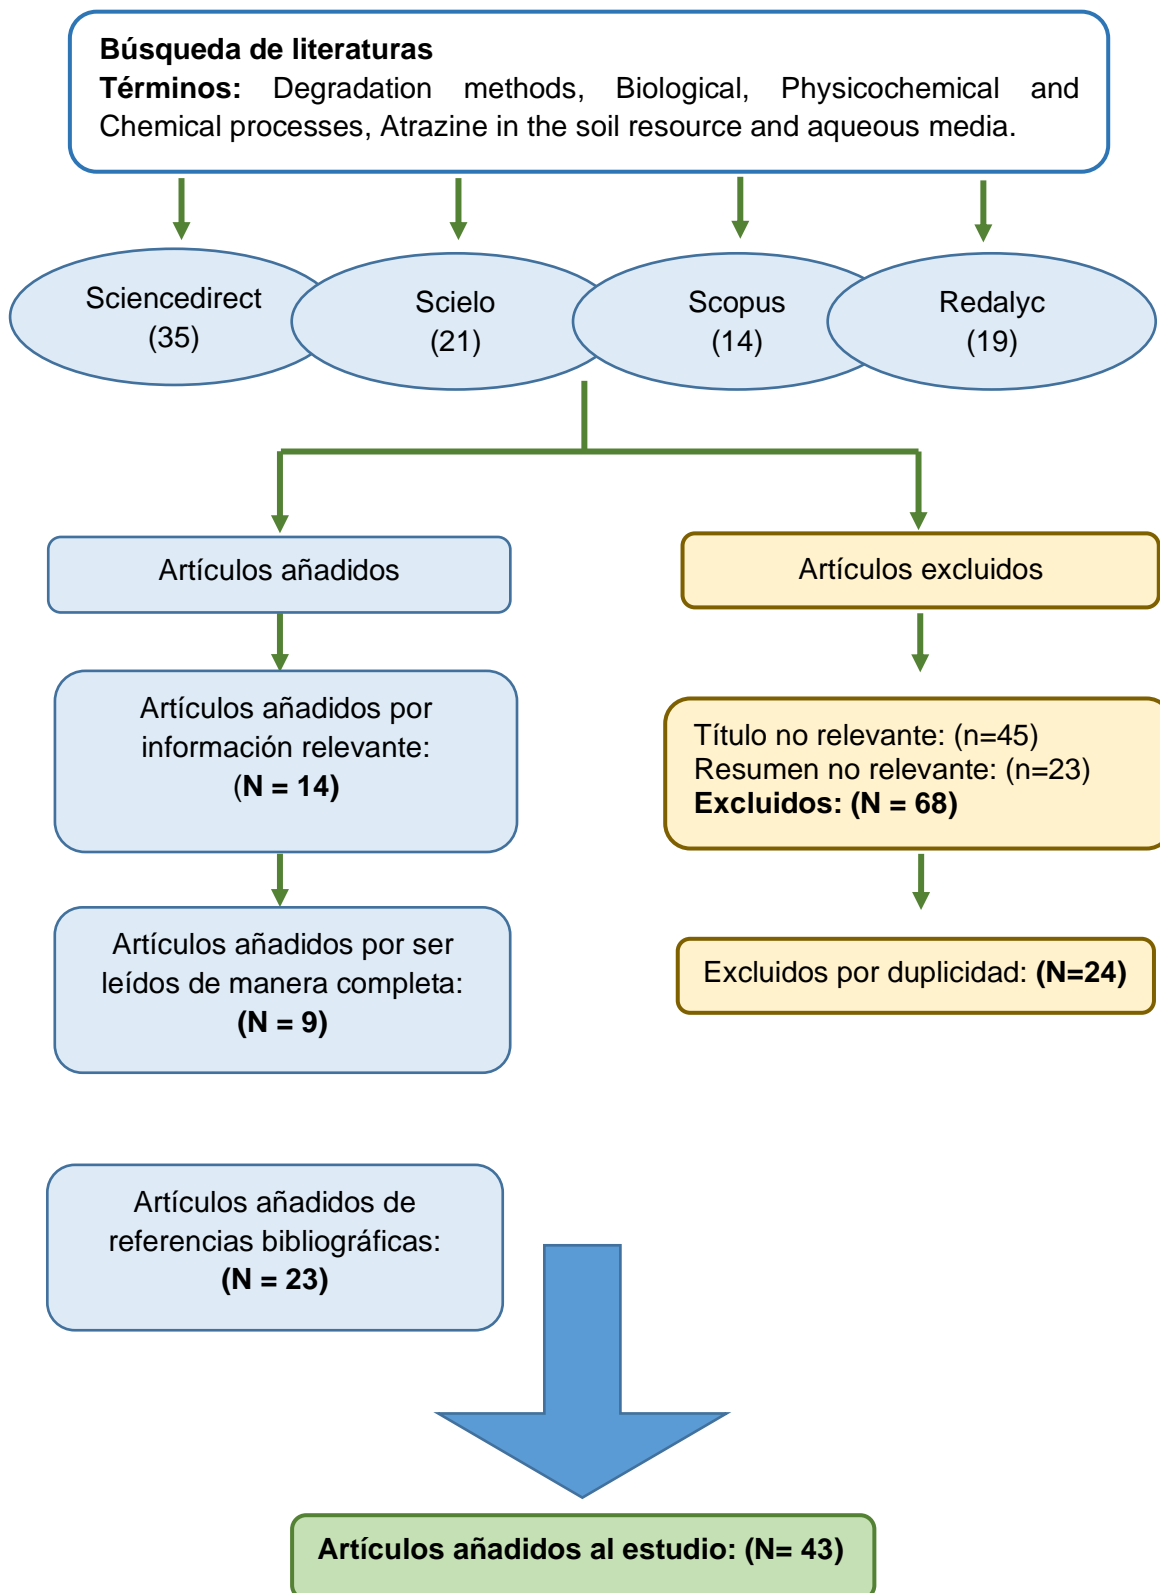 Búsqueda de literaturas
Términos: Degradation methods, Biological, Physicochemical and
Chemical processes, Atrazine in the soil resource and aqueous media.
Sciencedirect
(35)
Scielo
(21)
Scopus
(14)
Redalyc
(19)
Artículos añadidos
Artículos excluidos
Artículos añadidos por
información relevante:
(N = 14)
Título no relevante: (n=45)
Resumen no relevante: (n=23)
Excluidos: (N = 68)
Artículos añadidos por ser
leídos de manera completa:
(N = 9)
Excluidos por duplicidad: (N=24)
Artículos añadidos de
referencias bibliográficas:
(N = 23)
Artículos añadidos al estudio: (N= 43)